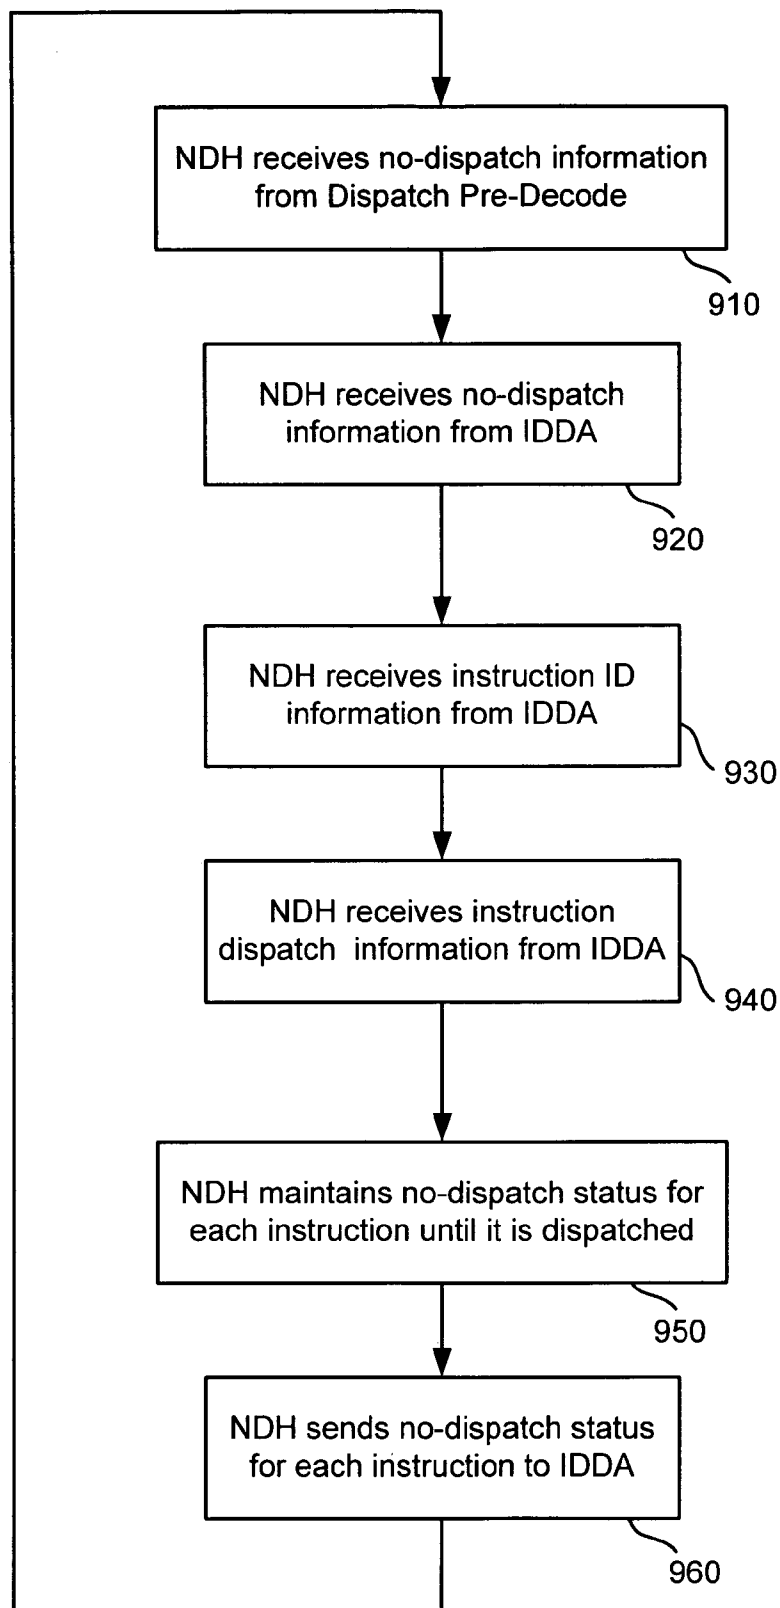 NDH receives no-dispatch information
from Dispatch Pre-Decode
910
NDH receives no-dispatch
information from IDDA
920
NDH receives instruction ID
information from IDDA
930
NDH receives instruction
dispatch information from IDDA
940
NDH maintains no-dispatch status for
each instruction until it is dispatched
950
NDH sends no-dispatch status
for each instruction to IDDA
960